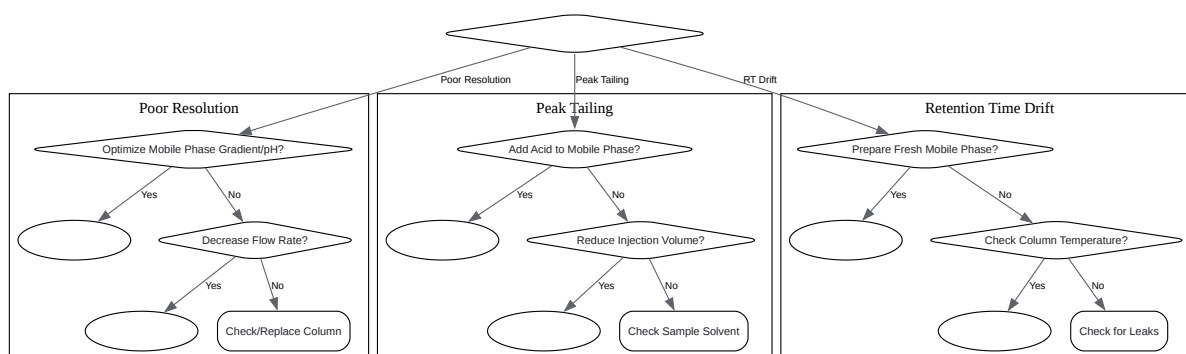 Poor Resolution
Peak Tailing
RT Drift
Poor Resolution
Optimize Mobile Phase Gradient/pH?
Yes
No
Decrease Flow Rate?
Yes
No
Check/Replace Column
Peak Tailing
Add Acid to Mobile Phase?
Yes
No
Reduce Injection Volume?
Yes
No
Check Sample Solvent
Retention Time Drift
Prepare Fresh Mobile Phase?
Yes
No
Check Column Temperature?
Yes
No
Check for Leaks